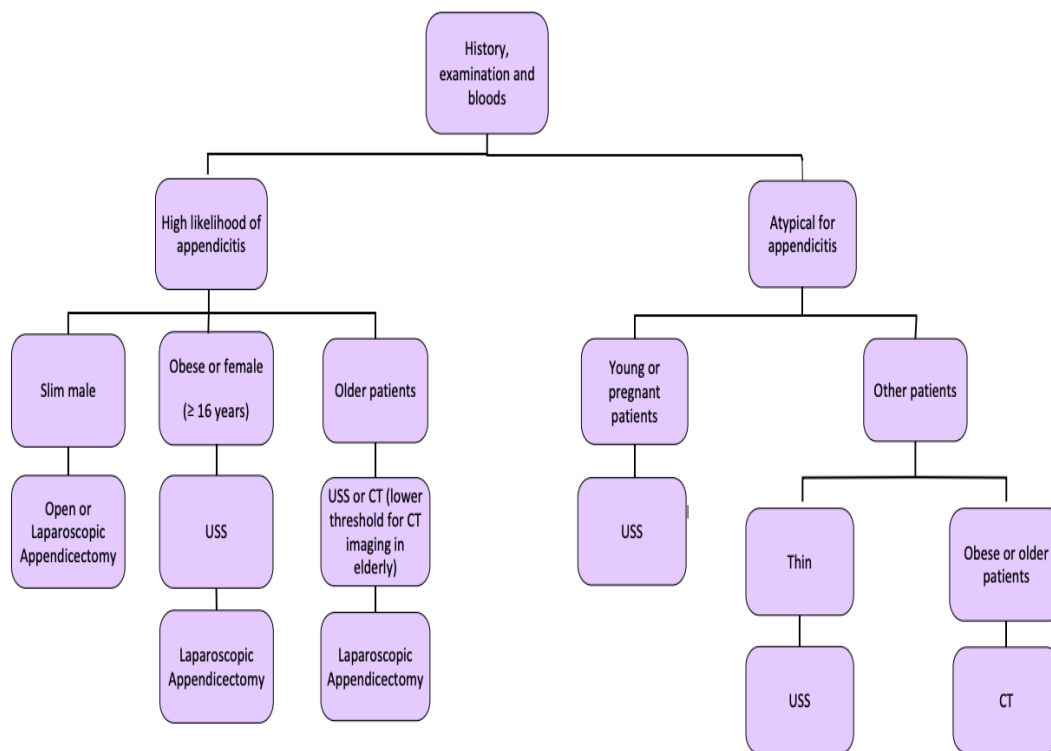 History,
examination and
bloods
High likelihood of
appendicitis
Atypical for
appendicitis
Slim male
Obese or female
(≥ 16 years)
Older patients
Young or
pregnant
patients
Other patients
Open or
Laparoscopic
Appendicectomy
USS
USS or CT (lower
threshold for CT
imaging in
elderly)
USS
Thin
Obese or older
patients
Laparoscopic
Appendicectomy
Laparoscopic
Appendicectomy
USS
CT